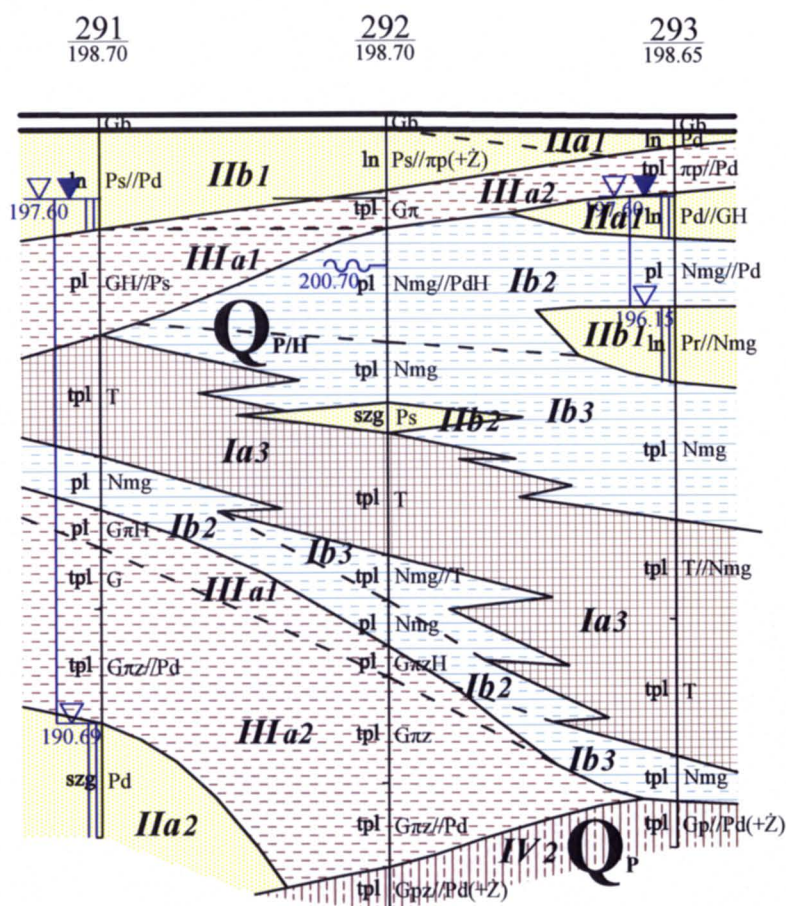 291 292 293
198.70 198.70 198.65
Gb Gb Gb
IIa1 ln Pd
ln Ps//πp(+Ż)
tpl πp//Pd
ln Ps//Pd IIb1
IIIa2
197.60 tpl Gπ 197.60 IIa1 ln Pd//GH
IIIa1
pl GH//Ps 200.70 pl Nmg//PdH Ib2 pl Nmg//Pd
Q P/H 196.15
IIb1 ln Pr//Nmg
tpl Nmg
tpl T
szg Ps IIb2 Ib3
Ia3 tpl Nmg
pl Nmg tpl T
pl GπH Ib2
Ib3 tpl T//Nmg
tpl G tpl Nmg//T
IIIa1
pl Nmg Ia3
tpl Gπz//Pd pl GπzH
Ib2 tpl T
190.69 IIIa2 tpl Gπz
Ib3
szg Pd tpl Nmg
IIa2 tpl Gπz//Pd tpl Gp//Pd(+Ż)
IV2 Q P
tpl Gpz//Pd(+Ż)